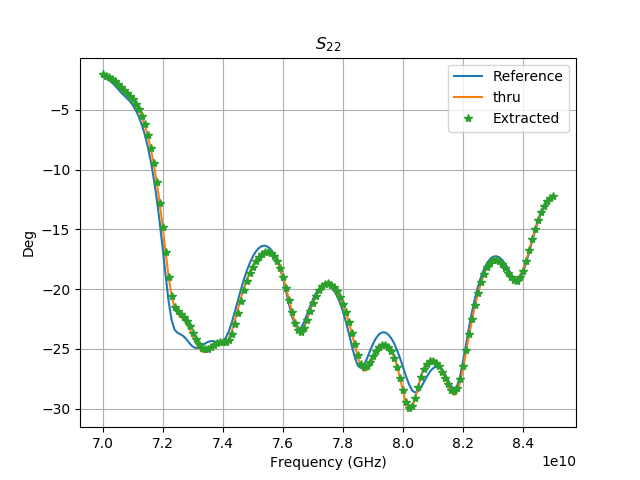 S22
Reference
thru
Extracted
Deg
−5
−10
−15
−20
−25
−30
7.0 7.2 7.4 7.6 7.8 8.0 8.2 8.4
1e10
Frequency (GHz)